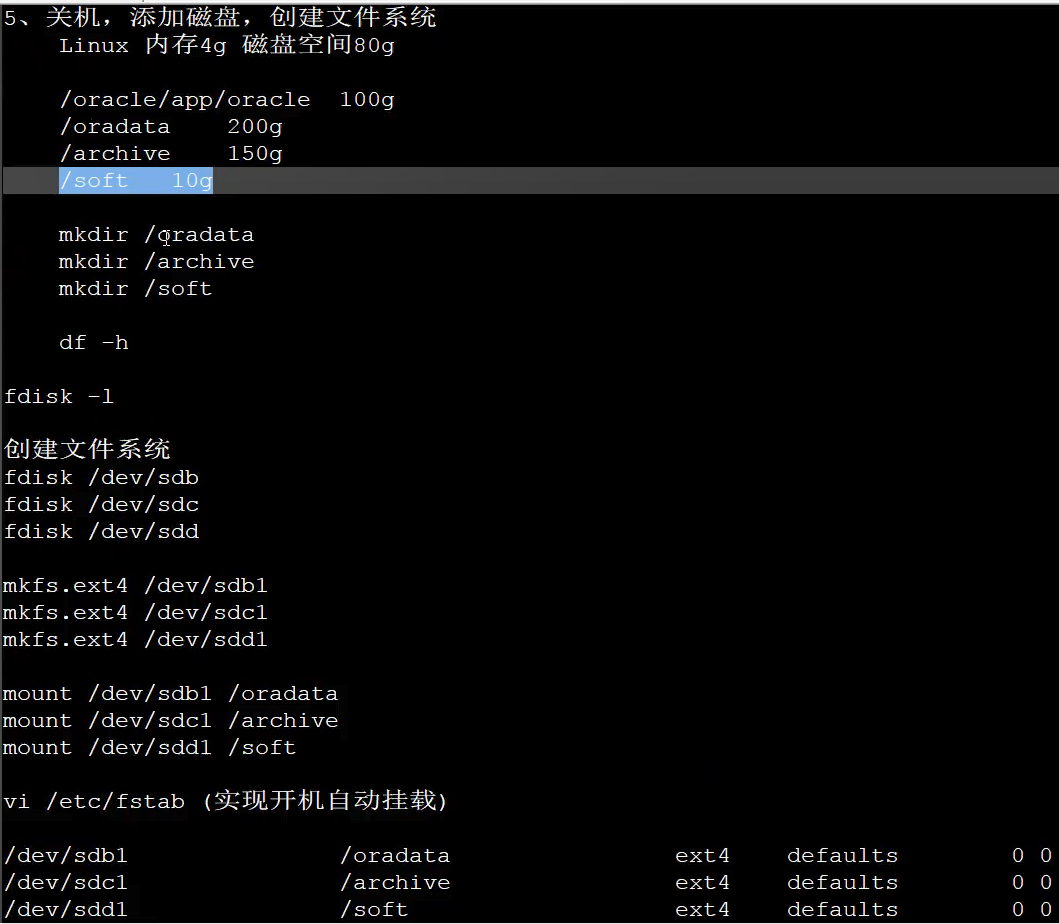 5、关机，添加磁盘，创建文件系统
Linux 内存4g 磁盘空间80g
/oracle/app/oracle 100g
/oradata 200g
/archive 150g
/soft 10g
mkdir /oradata
mkdir /archive
mkdir /soft
df -h
fdisk -l
创建文件系统
fdisk /dev/sdb
fdisk /dev/sdc
fdisk /dev/sdd
mkfs.ext4 /dev/sdb1
mkfs.ext4 /dev/sdc1
mkfs.ext4 /dev/sdd1
mount /dev/sdb1 /oradata
mount /dev/sdc1 /archive
mount /dev/sdd1 /soft
vi /etc/fstab (实现开机自动挂载)
/dev/sdb1 /oradata ext4 defaults 0 0
/dev/sdc1 /archive ext4 defaults 0 0
/dev/sdd1 /soft ext4 defaults 0 0